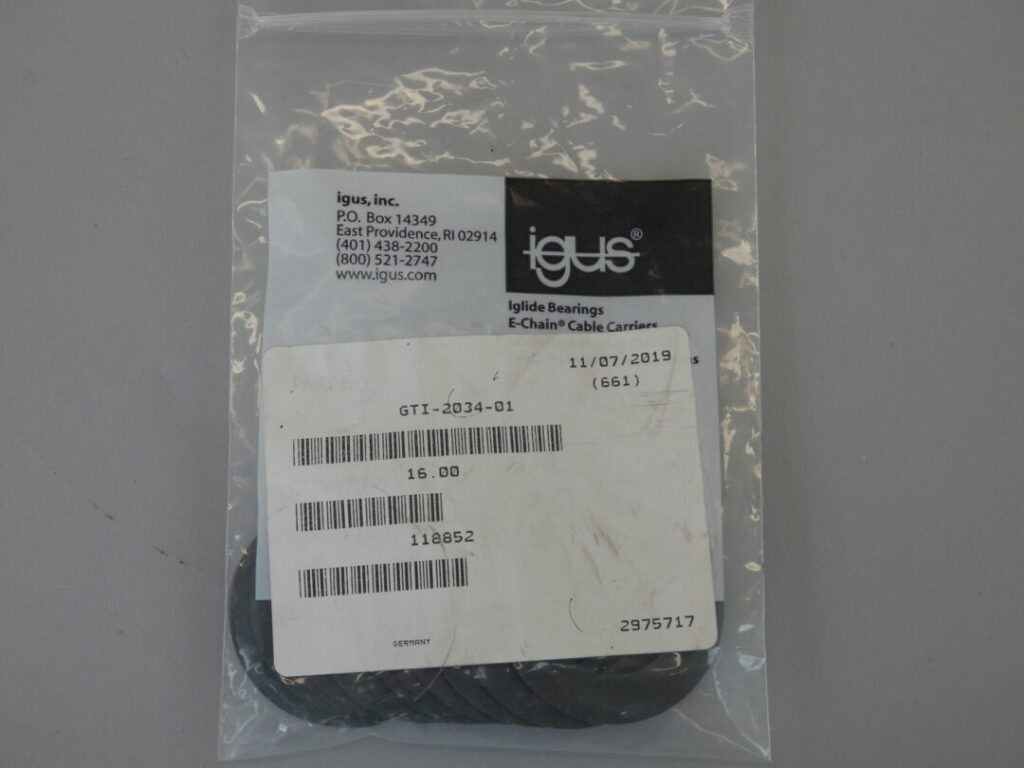 igus, inc.
P.O. Box 14349
East Providence, RI 02914
(401) 438-2200
(800) 521-2747
www.igus.com
igus®
Iglide Bearings
E-Chain® Cable Carriers
11/07/2019
(661)
GTI-2034-01
16.00
118852
2975717
GERMANY